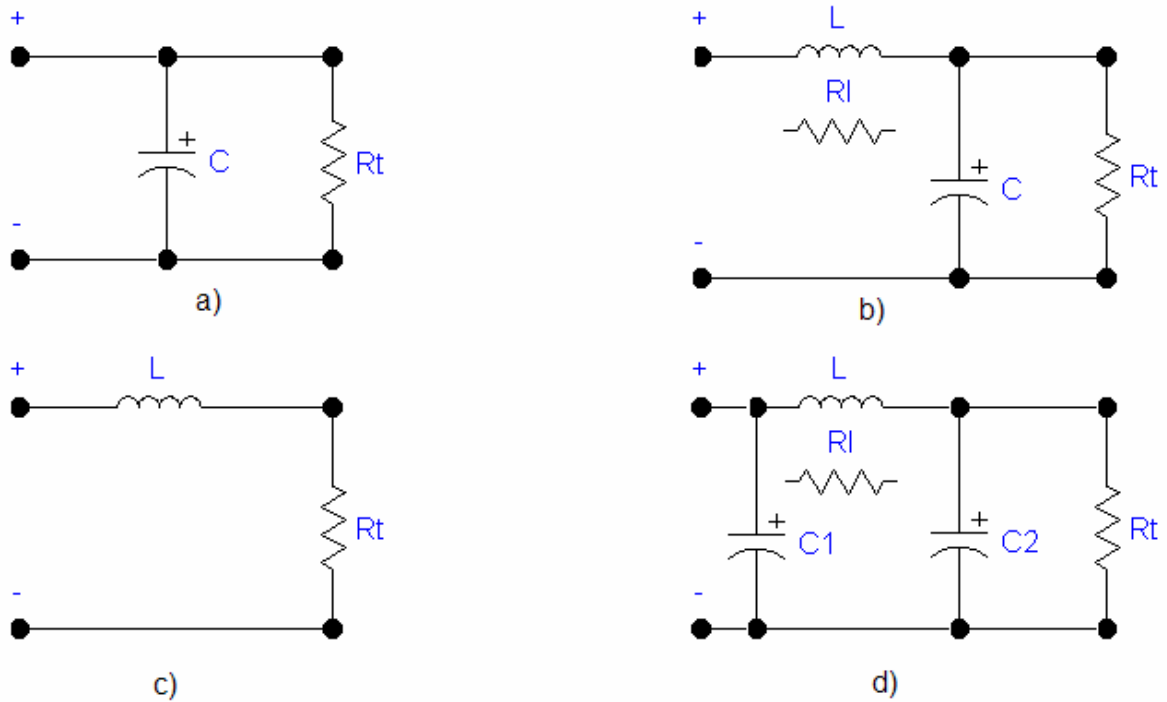 +
C
Rt
-
a)
+
L
Rl
+
C
Rt
-
b)
+
L
Rt
-
c)
+
L
Rl
+
C1
+
C2
Rt
-
d)